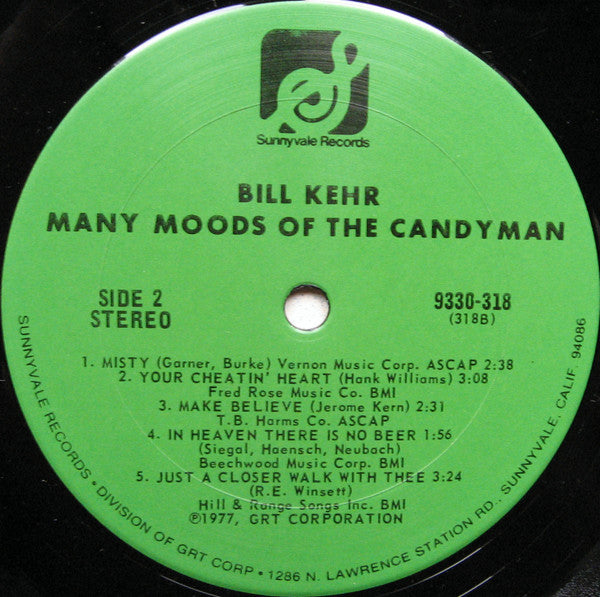 Sunnyvale Records
BILL KEHR
MANY MOODS OF THE CANDYMAN
SIDE 2
STEREO
9330-318
(318B)
1. MISTY (Garner, Burke) Vernon Music Corp. ASCAP 2:38
2. YOUR CHEATIN' HEART (Hank Williams) 3:08
Fred Rose Music Co. BMI
3. MAKE BELIEVE (Jerome Kern) 2:31
T.B. Harms Co. ASCAP
4. IN HEAVEN THERE IS NO BEER 1:56
(Siegal, Haensch, Neubach)
Beechwood Music Corp. BMI
5. JUST A CLOSER WALK WITH THEE 3:24
(R.E. Winsett)
Hill & Range Songs Inc. BMI
℗1977, GRT CORPORATION
SUNNYVALE RECORDS • DIVISION OF GRT CORP • 1286 N. LAWRENCE STATION RD., SUNNYVALE, CALIF. 94086